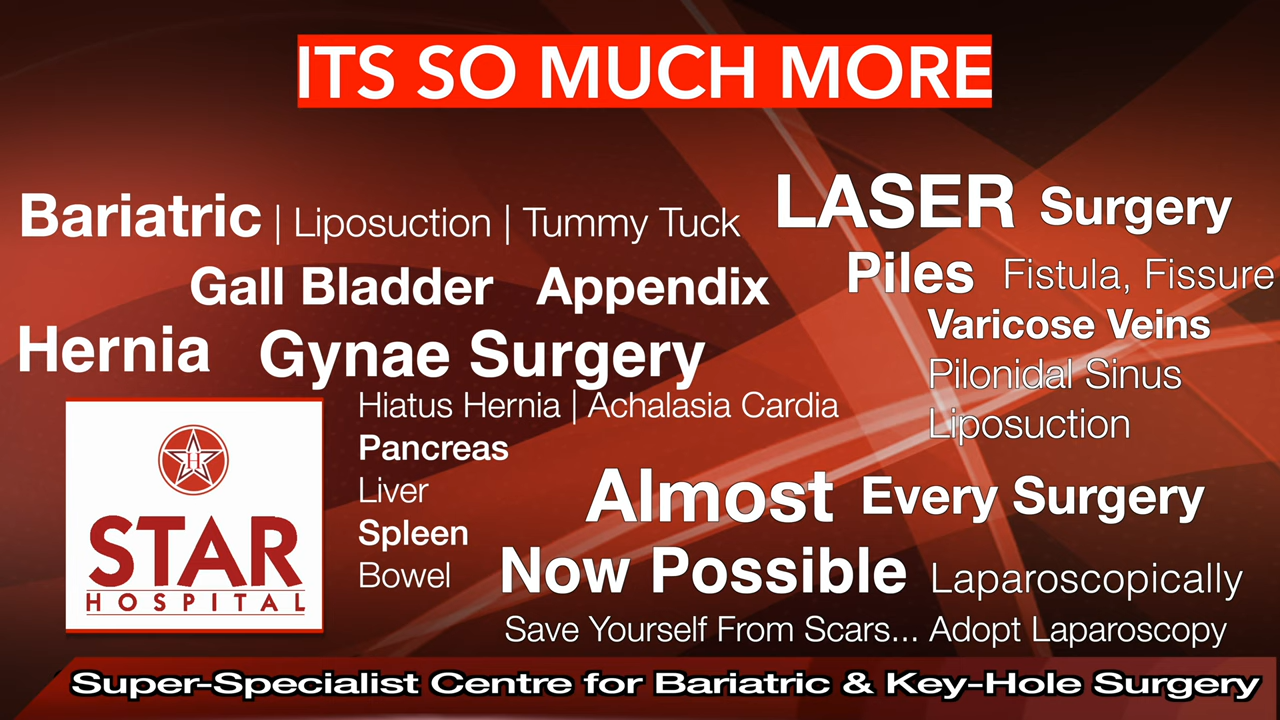 ITS SO MUCH MORE
Bariatric | Liposuction | Tummy Tuck
Gall Bladder Appendix
Hernia Gynae Surgery
Hiatus Hernia | Achalasia Cardia
Pancreas
Liver
Spleen
Bowel
LASER Surgery
Piles Fistula, Fissure
Varicose Veins
Pilonidal Sinus
Liposuction
Almost Every Surgery
Now Possible Laparoscopically
Save Yourself From Scars... Adopt Laparoscopy
H
STAR
HOSPITAL
Super-Specialist Centre for Bariatric & Key-Hole Surgery